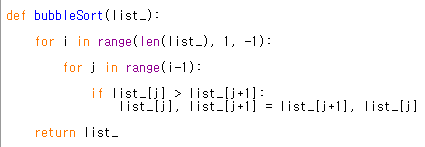 def bubbleSort(list_):
for i in range(len(list_), 1, -1):
for j in range(i-1):
if list_[j] > list_[j+1]:
list_[j], list_[j+1] = list_[j+1], list_[j]
return list_